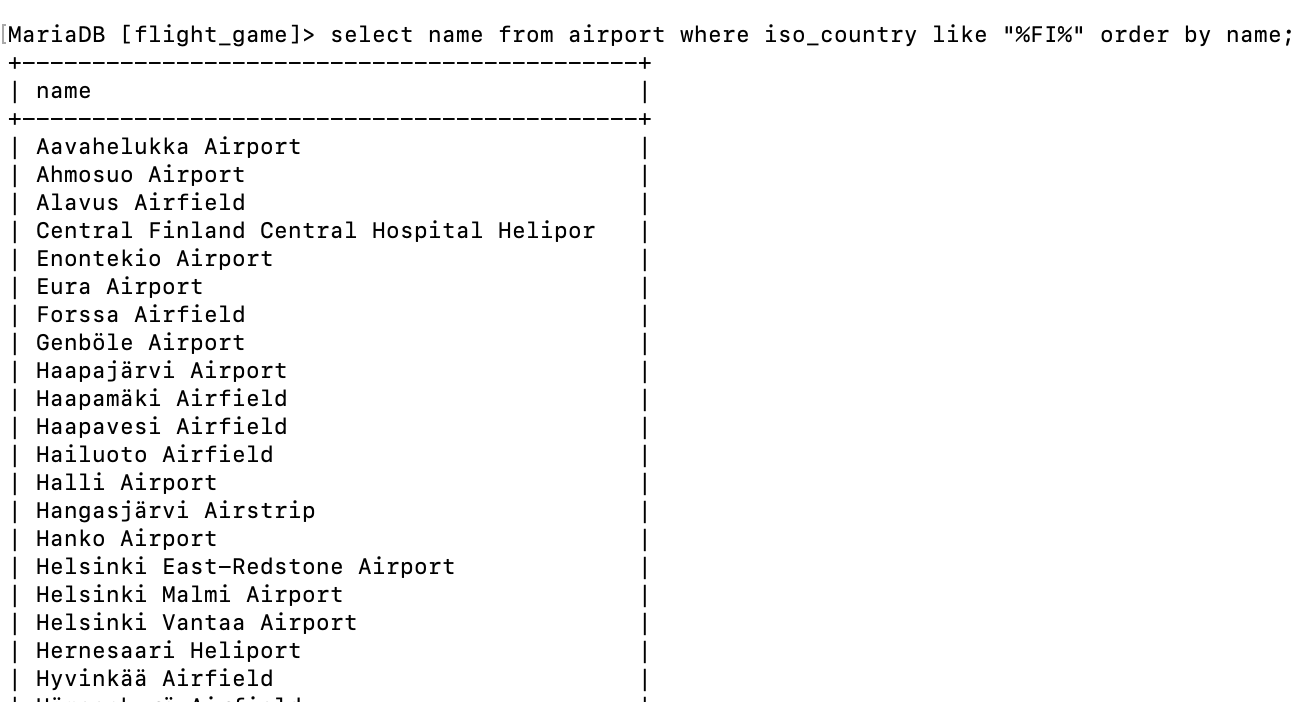 [MariaDB [flight_game]> select name from airport where iso_country like "%FI%" order by name;
+--------------------------------------------+
| name                                       |
+--------------------------------------------+
| Aavahelukka Airport                        |
| Ahmosuo Airport                            |
| Alavus Airfield                            |
| Central Finland Central Hospital Helipor   |
| Enontekio Airport                          |
| Eura Airport                               |
| Forssa Airfield                            |
| Genböle Airport                            |
| Haapajärvi Airport                         |
| Haapamäki Airfield                         |
| Haapavesi Airfield                         |
| Hailuoto Airfield                          |
| Halli Airport                              |
| Hangasjärvi Airstrip                       |
| Hanko Airport                              |
| Helsinki East-Redstone Airport             |
| Helsinki Malmi Airport                     |
| Helsinki Vantaa Airport                    |
| Hernesaari Heliport                        |
| Hyvinkää Airfield                          |